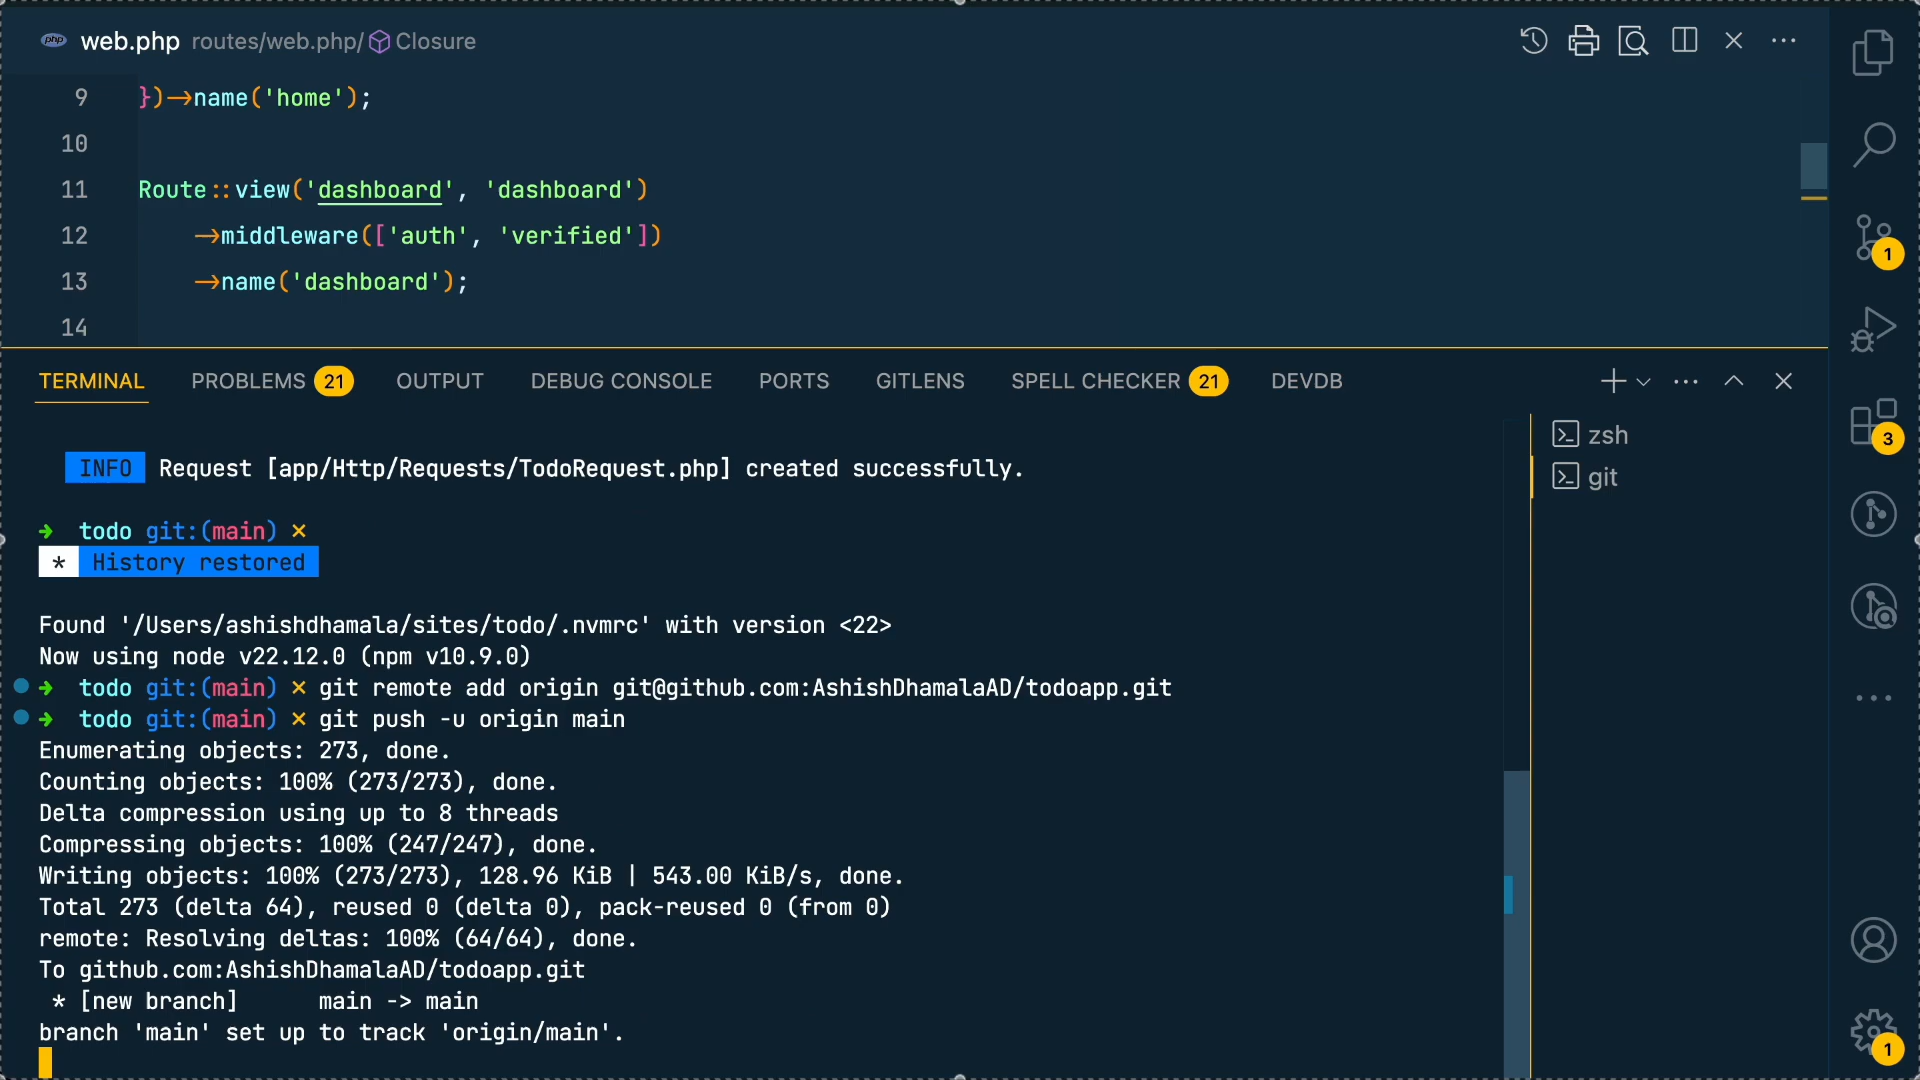 php web.php routes/web.php/ Closure
9 })->name('home');
10
11 Route::view('dashboard', 'dashboard')
12 ->middleware(['auth', 'verified'])
13 ->name('dashboard');
14
TERMINAL PROBLEMS 21 OUTPUT DEBUG CONSOLE PORTS GITLENS SPELL CHECKER 21 DEVDB
INFO Request [app/Http/Requests/TodoRequest.php] created successfully.
➜ todo git:(main) ✗
* History restored
Found '/Users/ashishdhamala/sites/todo/.nvmrc' with version <22>
Now using node v22.12.0 (npm v10.9.0)
➜ todo git:(main) ✗ git remote add origin git@github.com:AshishDhamalaAD/todoapp.git
➜ todo git:(main) ✗ git push -u origin main
Enumerating objects: 273, done.
Counting objects: 100% (273/273), done.
Delta compression using up to 8 threads
Compressing objects: 100% (247/247), done.
Writing objects: 100% (273/273), 128.96 KiB | 543.00 KiB/s, done.
Total 273 (delta 64), reused 0 (delta 0), pack-reused 0 (from 0)
remote: Resolving deltas: 100% (64/64), done.
To github.com:AshishDhamalaAD/todoapp.git
* [new branch] main -> main
branch 'main' set up to track 'origin/main'.
zsh
git
1
3
1